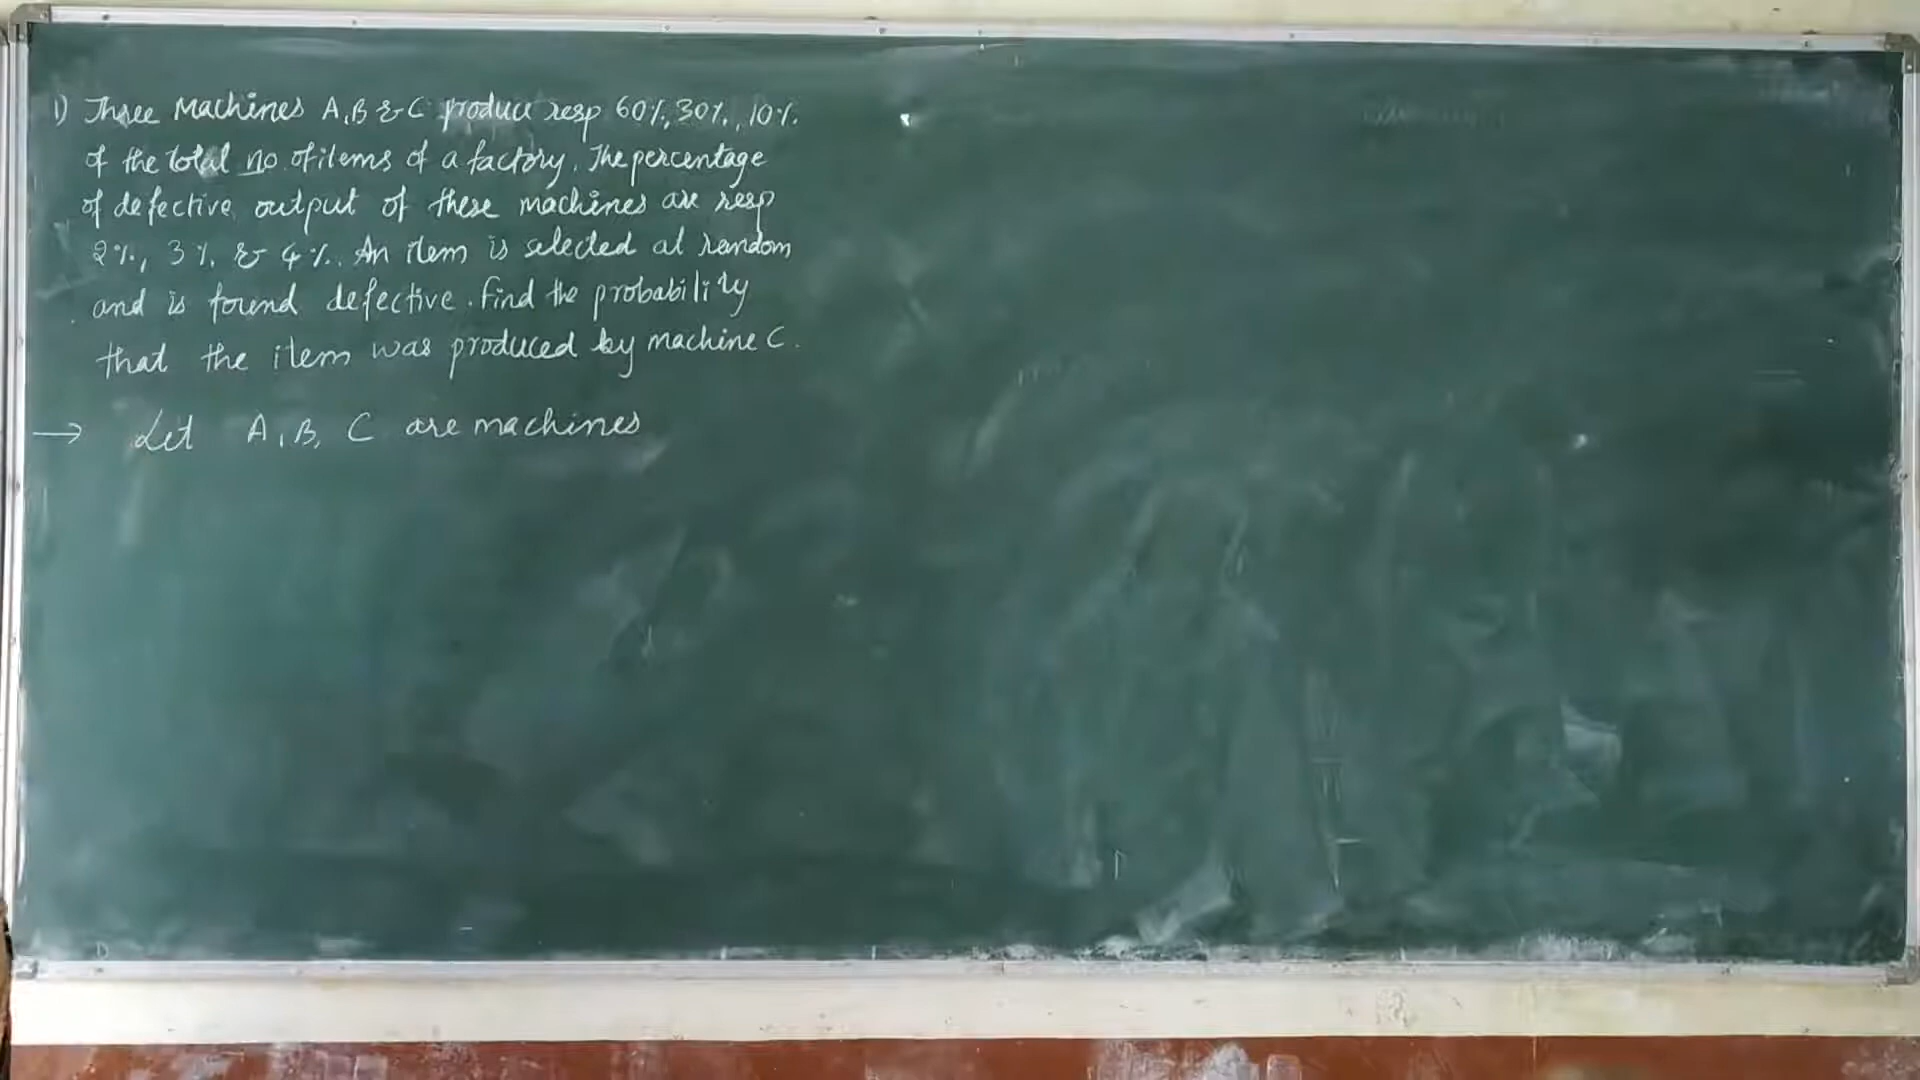 1) Three Machines A, B & C produce resp 60%, 30%, 10%.
of the total no. of items of a factory. The percentage
of defective output of these machines are resp
2%, 3% & 4%. An item is selected at random
and is found defective. Find the probability
that the item was produced by machine C.
→ Let A, B, C are machines